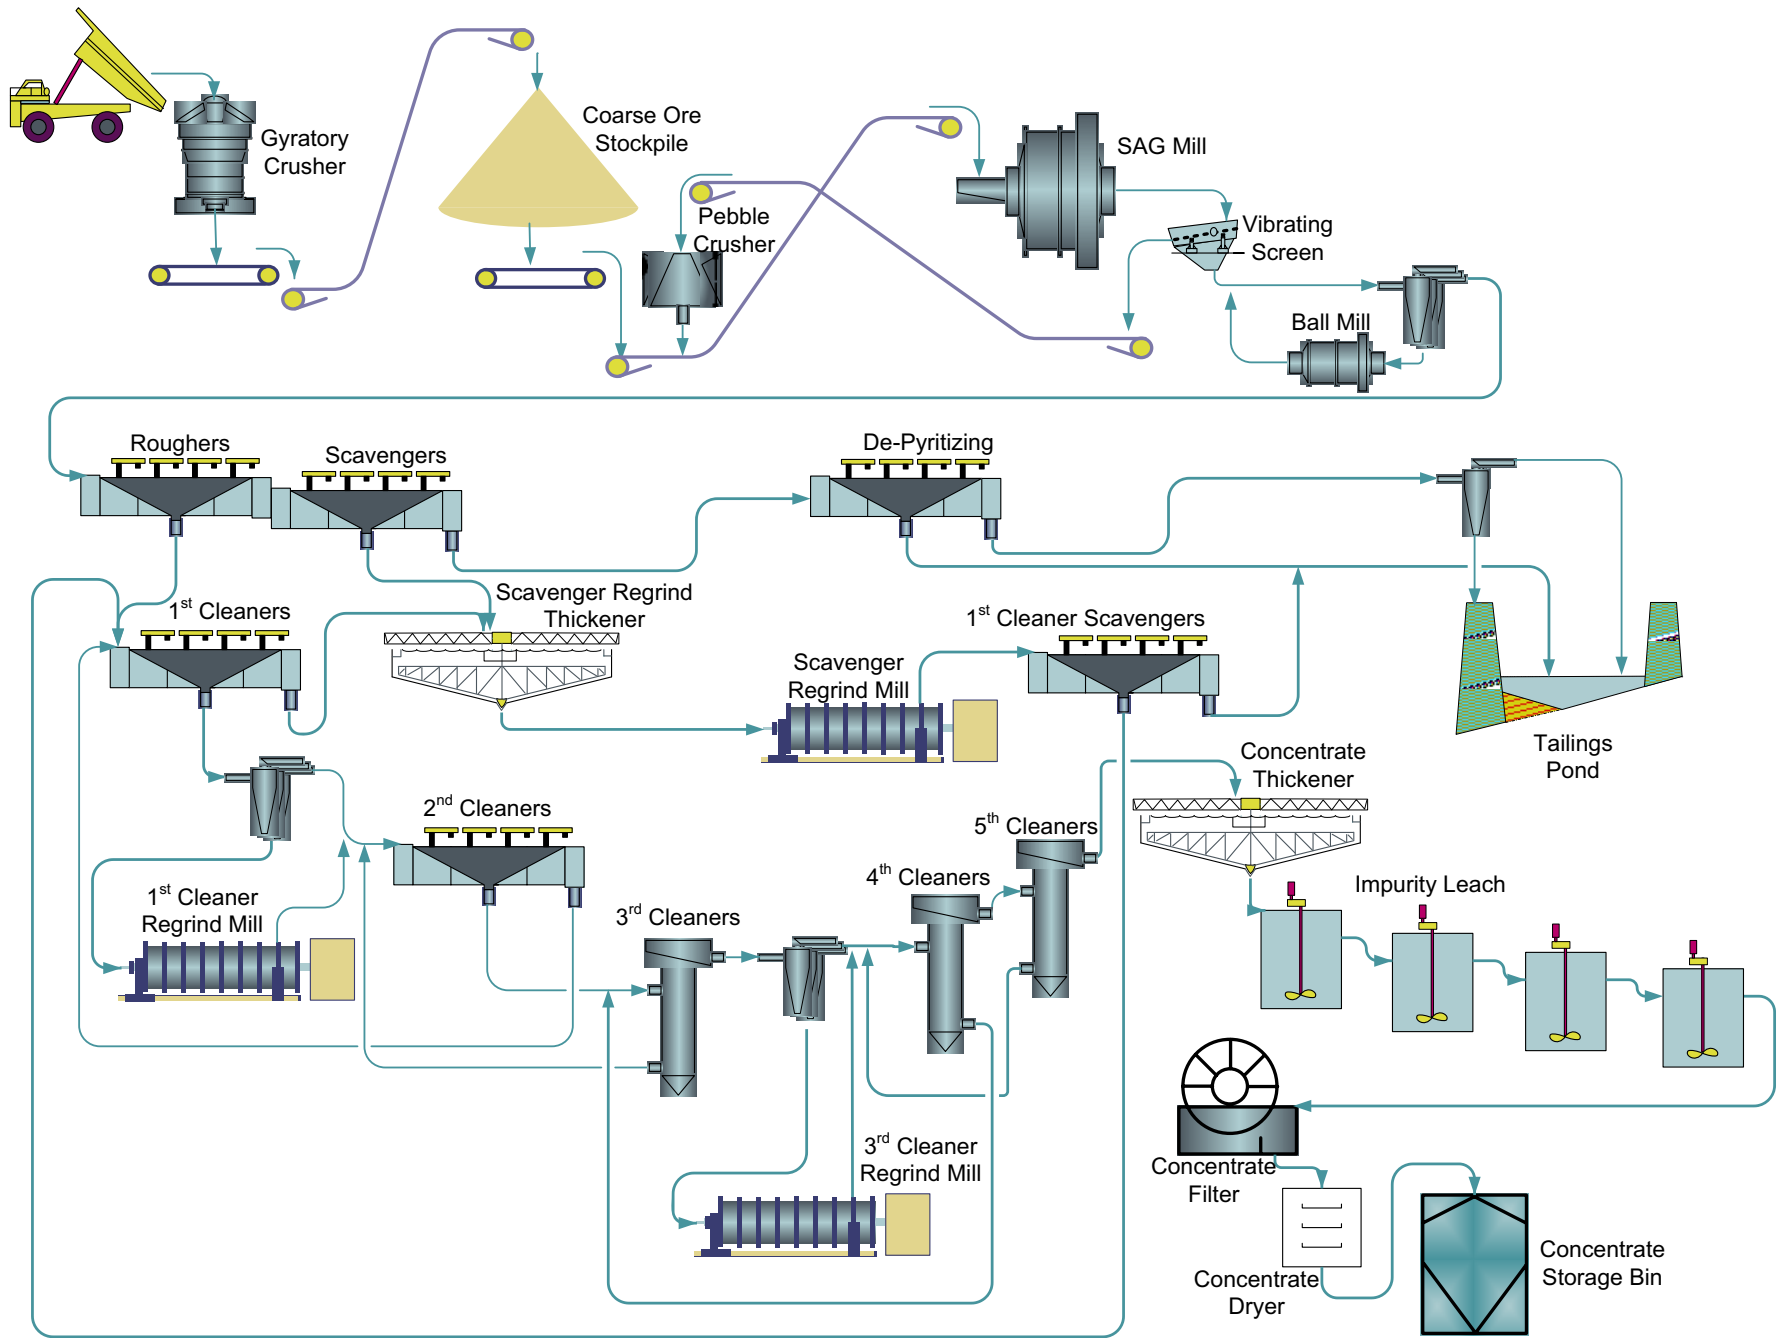 Gyratory
Crusher
Coarse Ore
Stockpile
Pebble
Crusher
SAG Mill
Vibrating
Screen
Ball Mill
Roughers
Scavengers
De-Pyritizing
1st Cleaners
Scavenger Regrind
Thickener
Scavenger
Regrind Mill
1st Cleaner Scavengers
Tailings
Pond
Concentrate
Thickener
2nd Cleaners
1st Cleaner
Regrind Mill
3rd Cleaners
4th Cleaners
5th Cleaners
Impurity Leach
3rd Cleaner
Regrind Mill
Concentrate
Filter
Concentrate
Dryer
Concentrate
Storage Bin